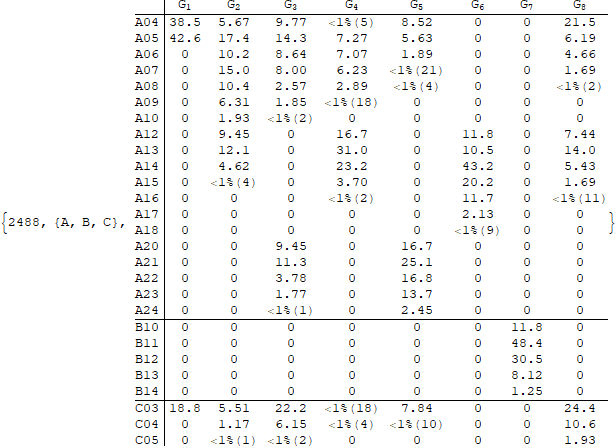 G1 G2 G3 G4 G5 G6 G7 G8
A04 38.5 5.67 9.77 <1%(5) 8.52 0 0 21.5
A05 42.6 17.4 14.3 7.27 5.63 0 0 6.19
A06 0 10.2 8.64 7.07 1.89 0 0 4.66
A07 0 15.0 8.00 6.23 <1%(21) 0 0 1.69
A08 0 10.4 2.57 2.89 <1%(4) 0 0 <1%(2)
A09 0 6.31 1.85 <1%(18) 0 0 0 0
A10 0 1.93 <1%(2) 0 0 0 0 0
A12 0 9.45 0 16.7 0 11.8 0 7.44
A13 0 12.1 0 31.0 0 10.5 0 14.0
A14 0 4.62 0 23.2 0 43.2 0 5.43
A15 0 <1%(4) 0 3.70 0 20.2 0 1.69
A16 0 0 0 <1%(2) 0 11.7 0 <1%(11)
{2488, {A, B, C}, A17 0 0 0 0 0 2.13 0 0 }
A18 0 0 0 0 0 <1%(9) 0 0
A20 0 0 9.45 0 16.7 0 0 0
A21 0 0 11.3 0 25.1 0 0 0
A22 0 0 3.78 0 16.8 0 0 0
A23 0 0 1.77 0 13.7 0 0 0
A24 0 0 <1%(1) 0 2.45 0 0 0
B10 0 0 0 0 0 0 11.8 0
B11 0 0 0 0 0 0 48.4 0
B12 0 0 0 0 0 0 30.5 0
B13 0 0 0 0 0 0 8.12 0
B14 0 0 0 0 0 0 1.25 0
C03 18.8 5.51 22.2 <1%(18) 7.84 0 0 24.4
C04 0 1.17 6.15 <1%(4) <1%(10) 0 0 10.6
C05 0 <1%(1) <1%(2) 0 0 0 0 1.93